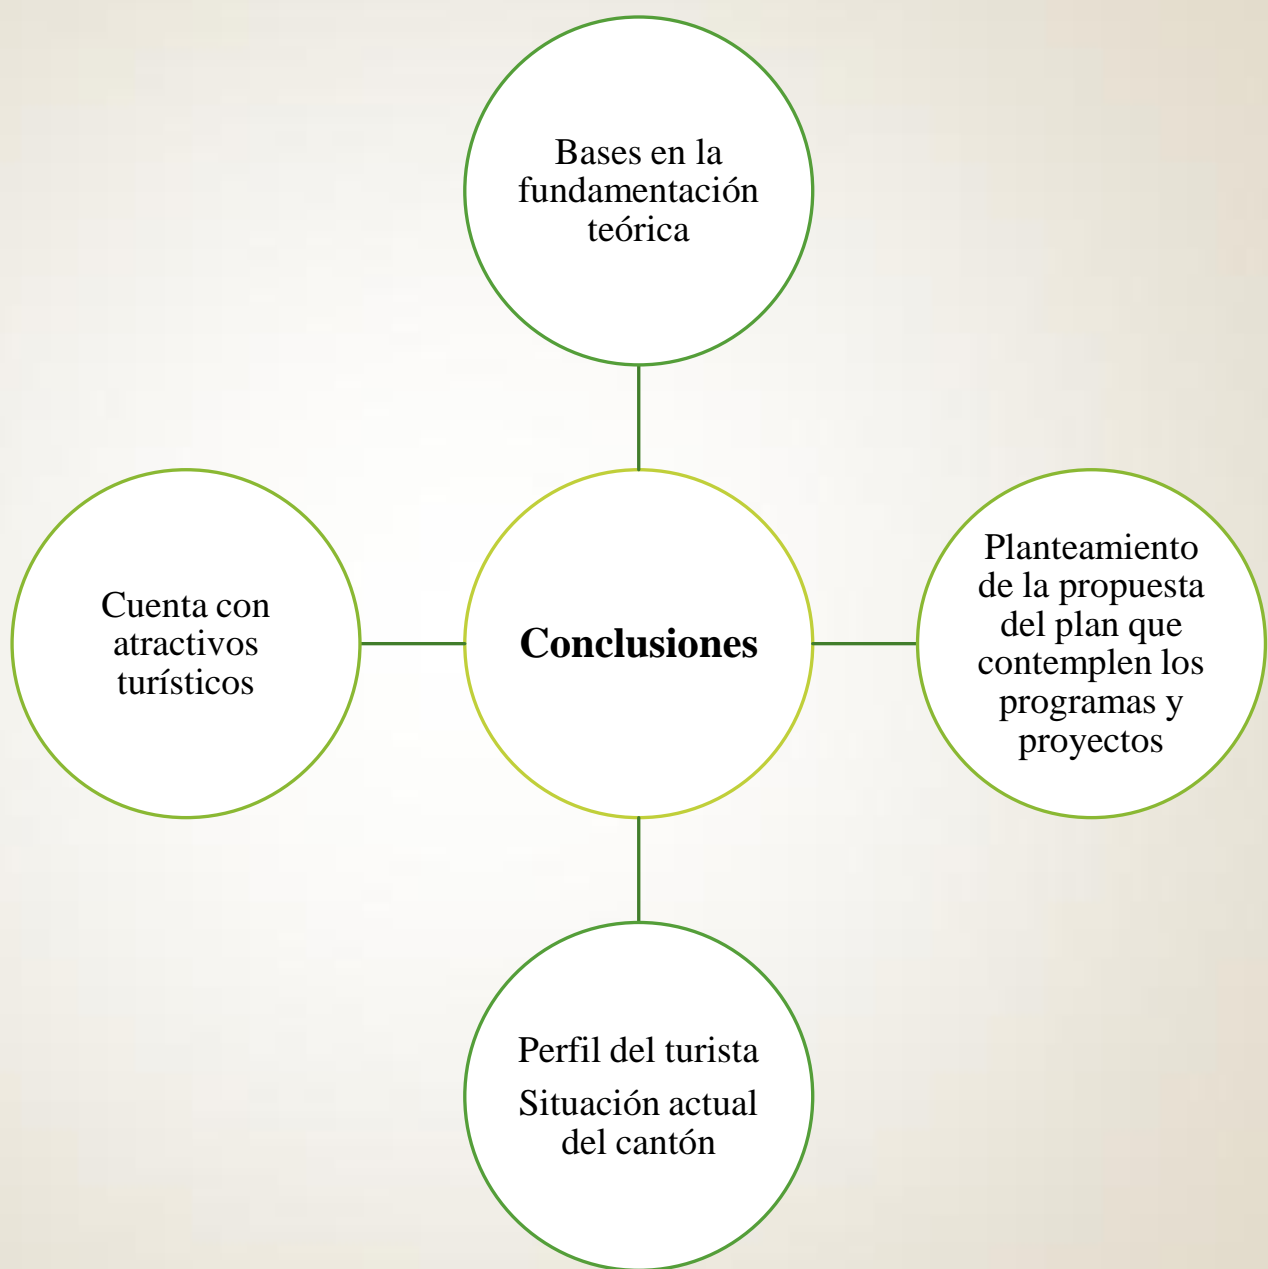 Bases en la
fundamentación
teórica
Cuenta con
atractivos
turísticos
Conclusiones
Planteamiento
de la propuesta
del plan que
contemplen los
programas y
proyectos
Perfil del turista
Situación actual
del cantón